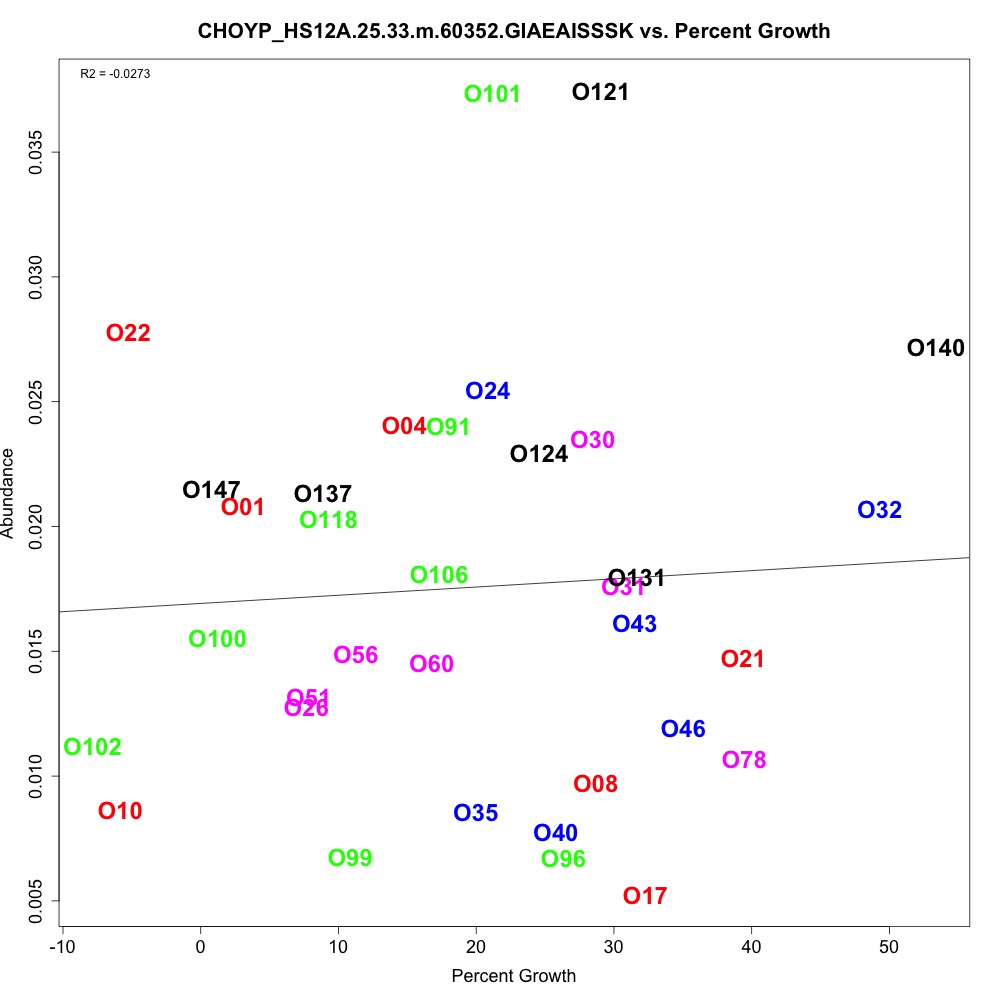 CHOYP_HS12A.25.33.m.60352.GIAEAISSSK vs. Percent Growth
R2 = -0.0273
O101
O121
0.035
0.030
O22
O140
O24
0.025
O04
O91
O30
O124
O147
O137
O01
O32
O118
0.020
Abundance
O106
O131
O31
O43
O100
O56
O21
O60
0.015
O51
O26
O46
O102
O78
0.010
O08
O10
O35
O40
O99
O96
O17
0.005
-10 0 10 20 30 40 50
Percent Growth